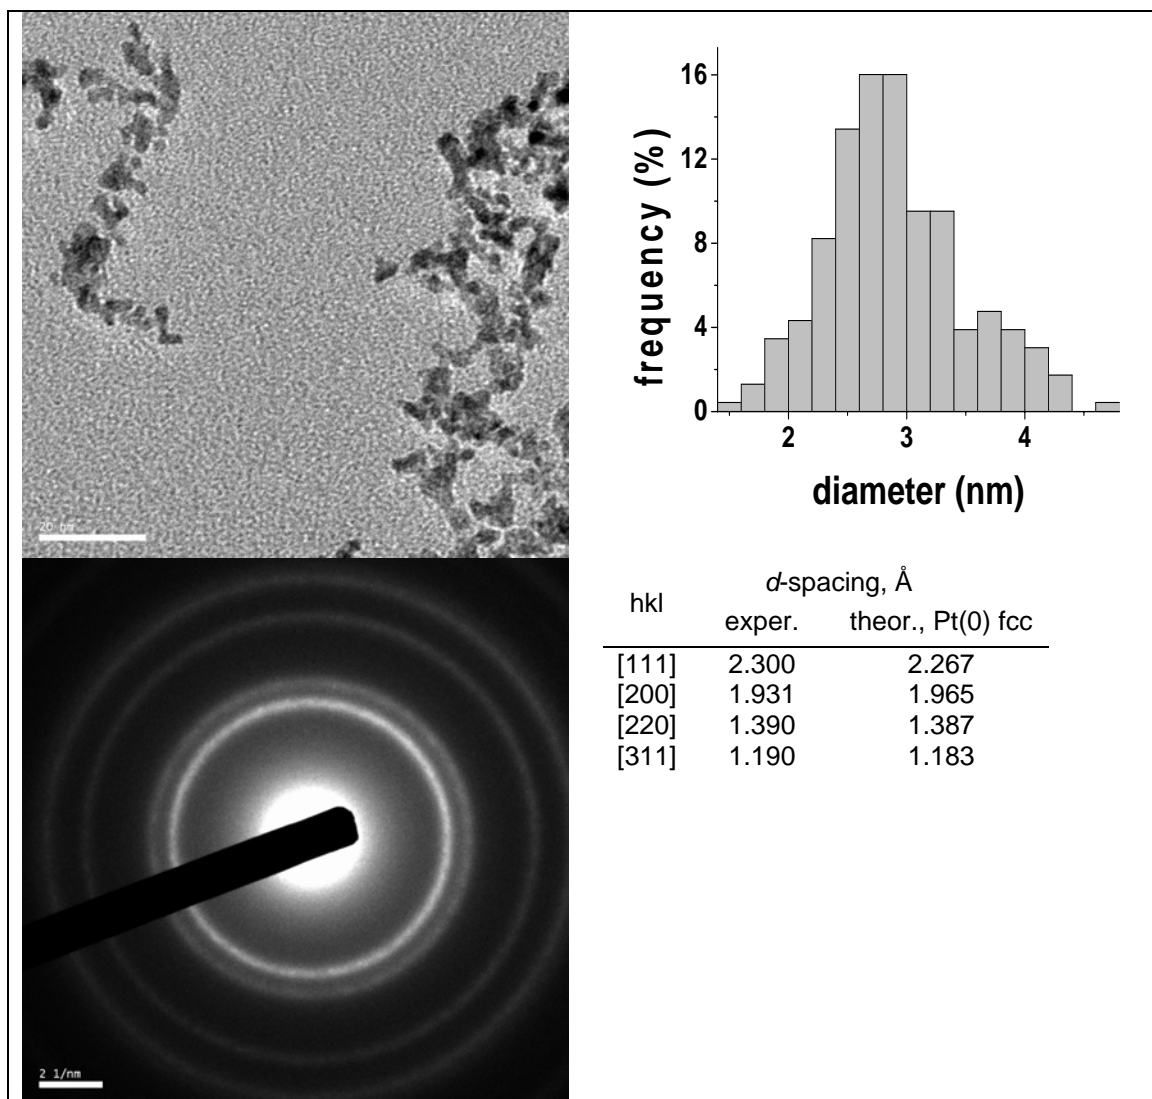 20 nm
16
12
8
4
0
frequency (%)
2 3 4
diameter (nm)
hkl d-spacing, Å
exper. theor., Pt(0) fcc
[111] 2.300 2.267
[200] 1.931 1.965
[220] 1.390 1.387
[311] 1.190 1.183
2 1/nm